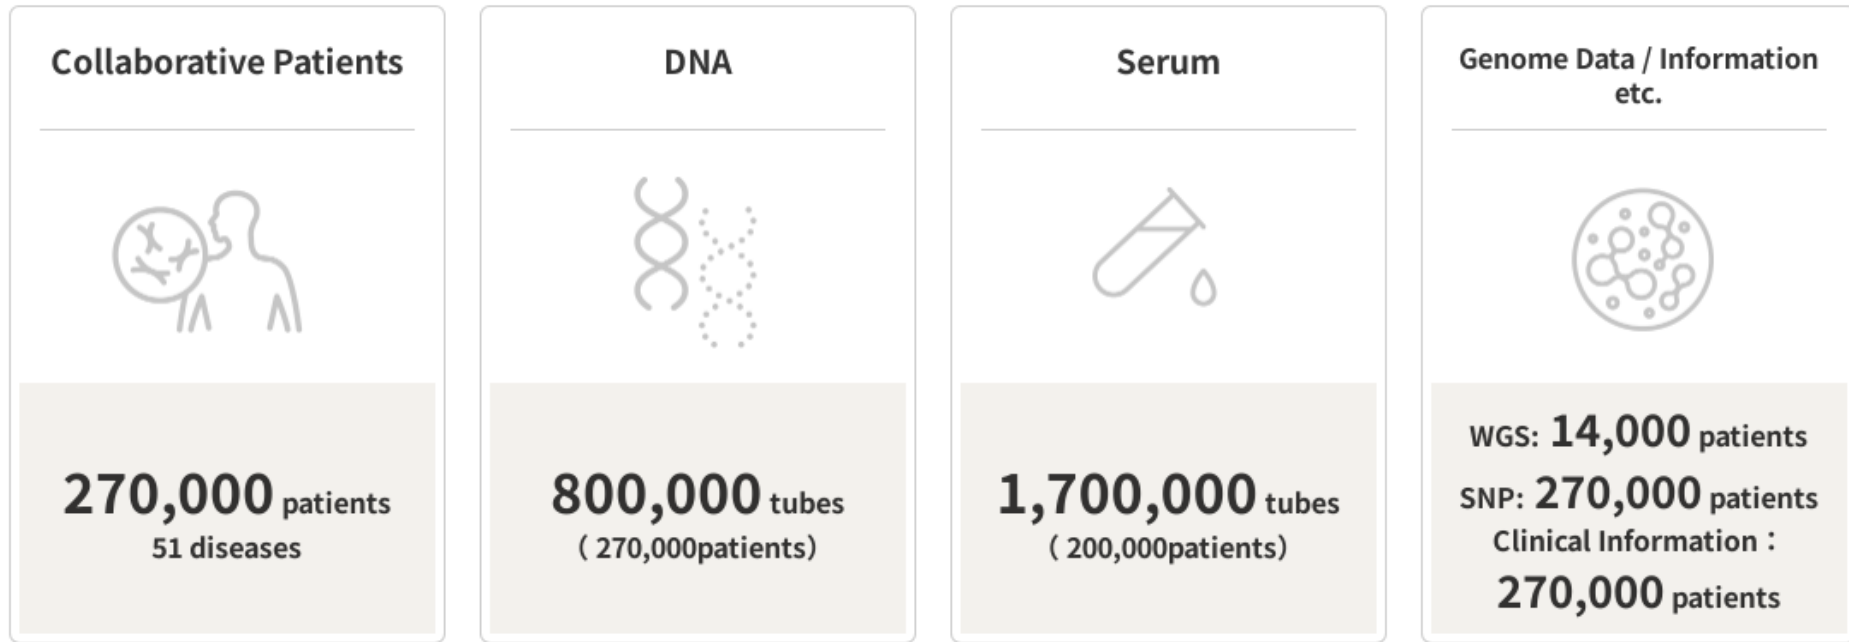 Collaborative Patients
270,000 patients
51 diseases
DNA
800,000 tubes
（ 270,000patients）
Serum
1,700,000 tubes
（ 200,000patients）
Genome Data / Information
etc.
WGS: 14,000 patients
SNP: 270,000 patients
Clinical Information：
270,000 patients